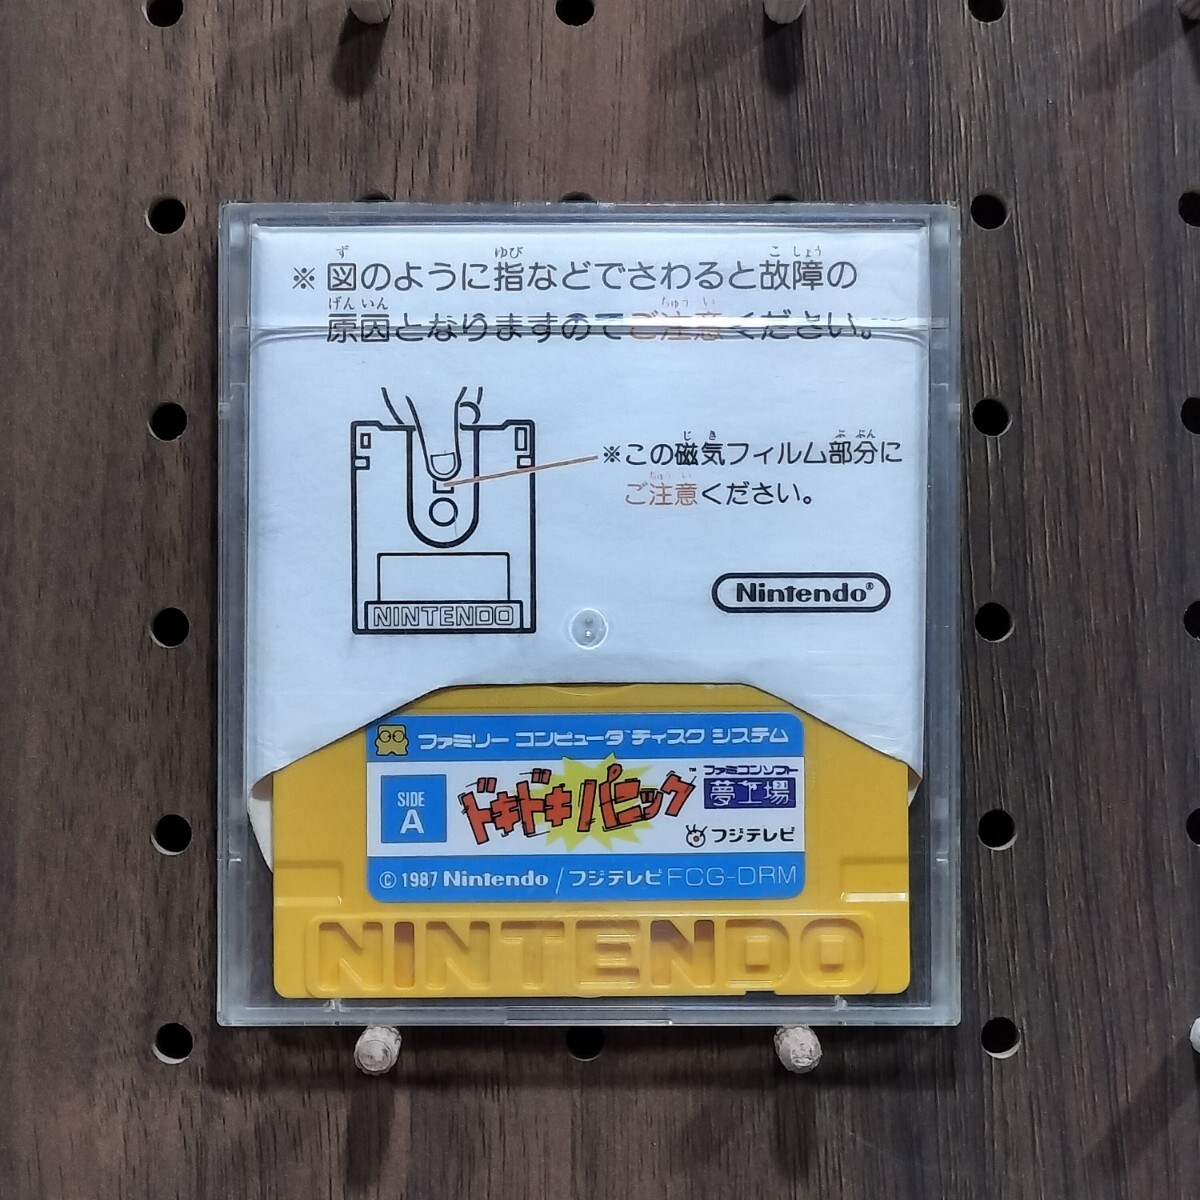 ※図のように指などでさわると故障の
原因となりますのでご注意ください。
※この磁気フィルム部分に
ご注意ください。
NINTENDO
Nintendo®
ファミリー コンピュータ™ ディスク システム
SIDE
A
ドキドキパニック™
ファミコンソフト
夢工場
フジテレビ
© 1987 Nintendo / フジテレビ FCG-DRM
NINTENDO